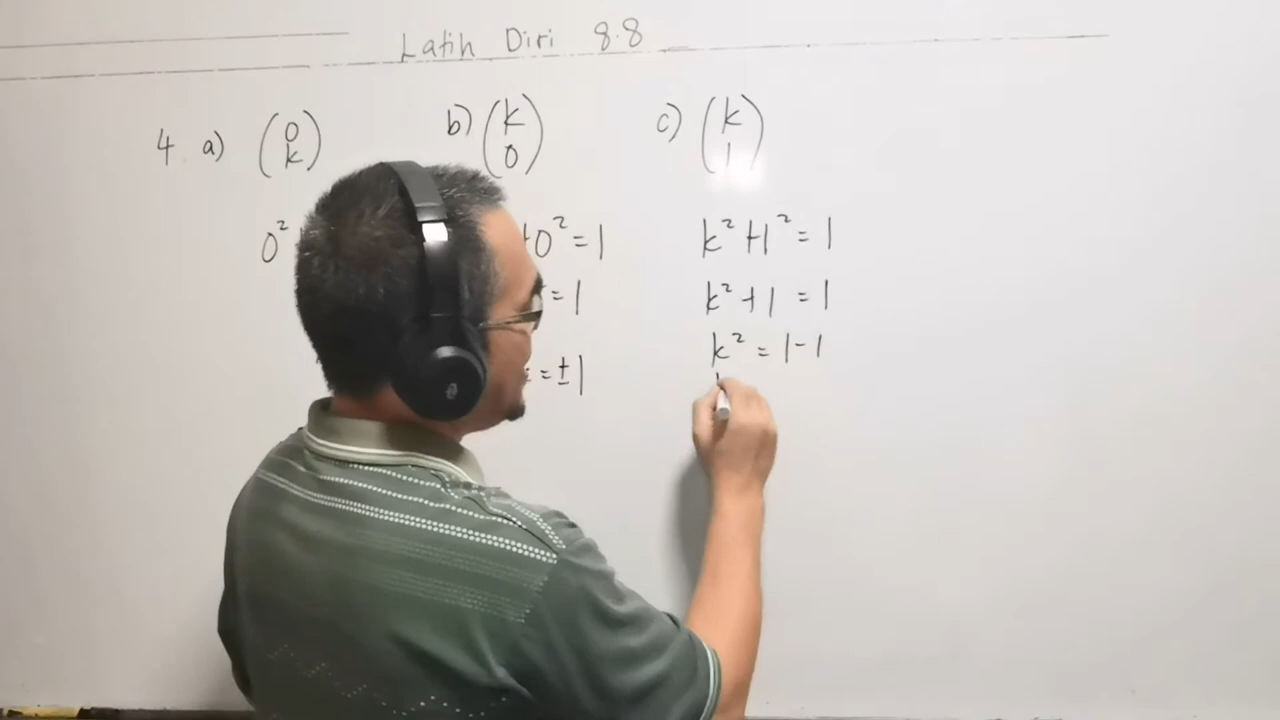 Latih Diri 8.8
4 a) (0 k) b) (k 0) c) (k 1)
0² +0² = 1 k² + 1² = 1
= 1 k² + 1 = 1
k² = 1 - 1
= ± 1